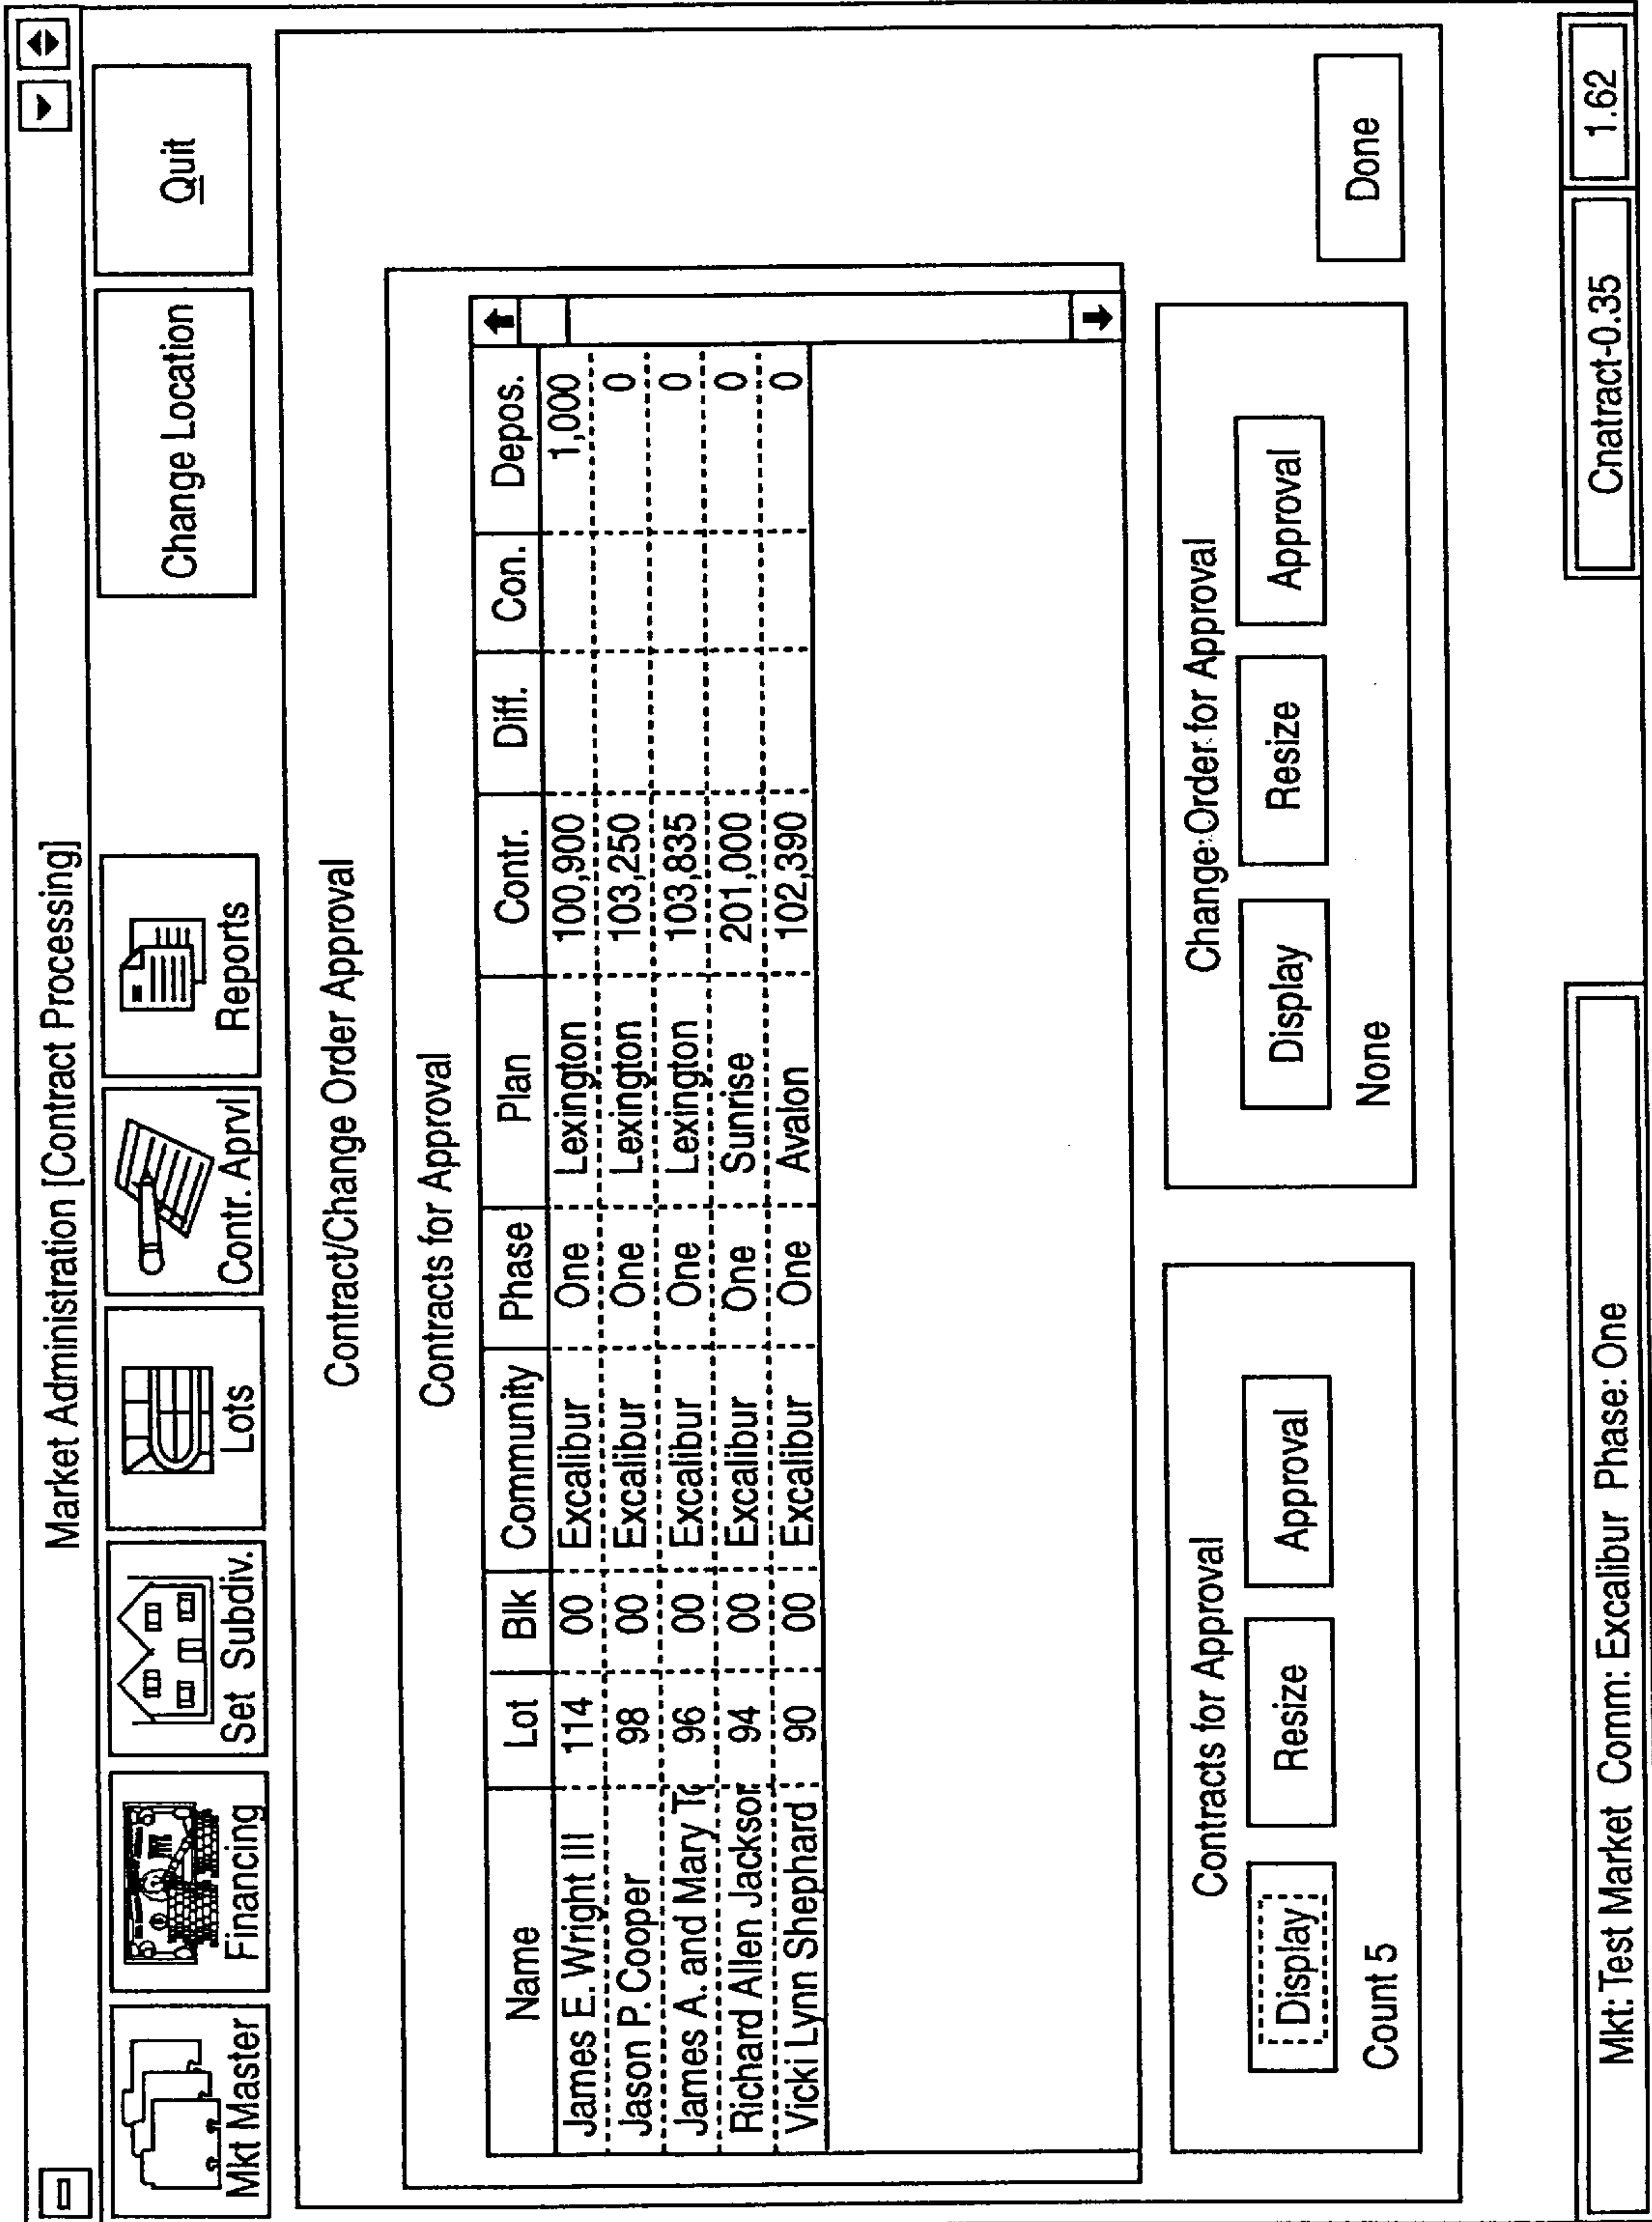 Market Administration [Contract Processing]
Mkt Master Financing Set Subdiv. Lots Contr. Aprvl Reports Change Location Quit
Contract/Change Order Approval
Contracts for Approval
Name Lot Blk Community Phase Plan Contr. Diff. Con. Depos.
James E. Wright III 114 00 Excalibur One Lexington 100,900 1,000
Jason P. Cooper 98 00 Excalibur One Lexington 103,250 0
James A. and Mary 96 00 Excalibur One Lexington 103,835 0
Richard Allen 94 00 Excalibur One Sunrise 201,000 0
Vicki Lynn Shephard 90 00 Excalibur One Avalon 102,390 0
Contracts for Approval
Display Resize Approval
Count 5
Change Order for Approval
Display Resize Approval
None
Done
Mkt: Test Market Comm: Excalibur Phase: One
Cnatract-0.35
1.62